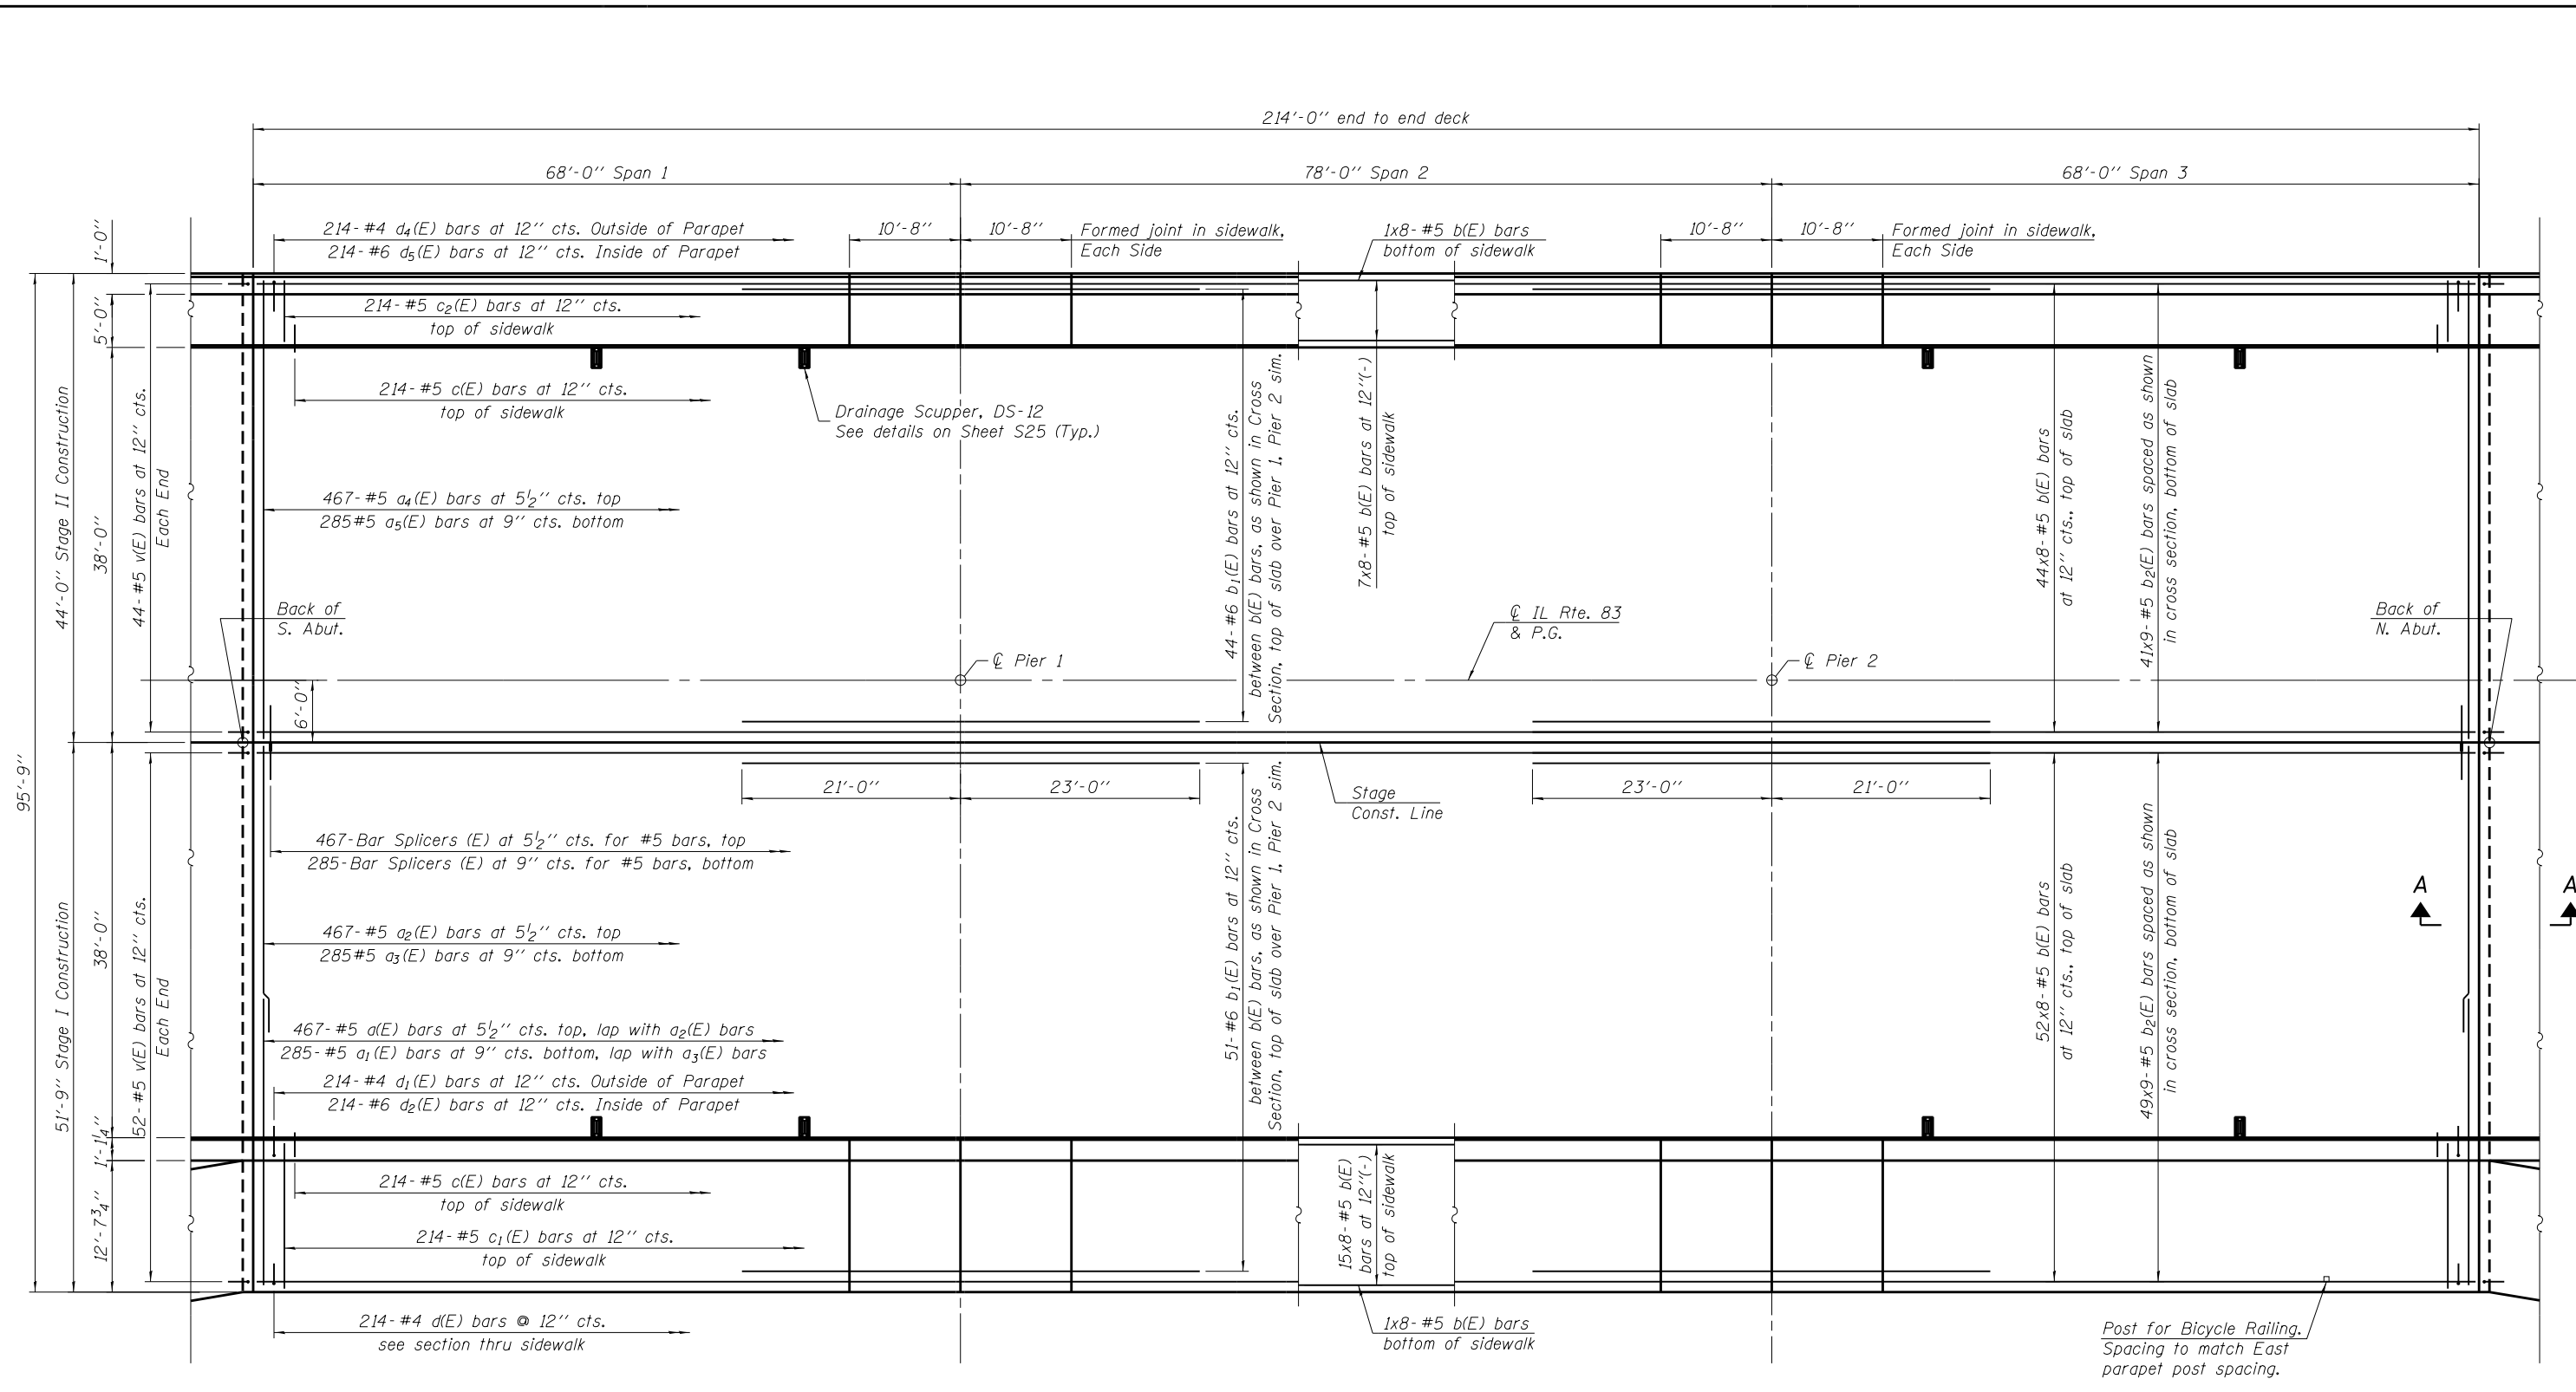 214'-0'' end to end deck
68'-0'' Span 1
78'-0'' Span 2
68'-0'' Span 3
1'-0''
214-#4 d₄(E) bars at 12'' cts. Outside of Parapet
214-#6 d₅(E) bars at 12'' cts. Inside of Parapet
10'-8''
10'-8''
Formed joint in sidewalk,
Each Side
1x8-#5 b(E) bars
bottom of sidewalk
10'-8''
10'-8''
Formed joint in sidewalk,
Each Side
5'-0''
214-#5 c₂(E) bars at 12'' cts.
top of sidewalk
214-#5 c(E) bars at 12'' cts.
top of sidewalk
Drainage Scupper, DS-12
See details on Sheet S25 (Typ.)
44'-0'' Stage II Construction
38'-0''
44-#5 v(E) bars at 12'' cts.
Each End
467-#5 a₄(E) bars at 5½'' cts. top
285#5 a₅(E) bars at 9'' cts. bottom
44-#6 b₁(E) bars at 12'' cts.
between b(E) bars, as shown in Cross
Section, top of slab over Pier 1, Pier 2 sim.
7x8-#5 b(E) bars at 12''(-)
top of sidewalk
44x8-#5 b(E) bars
at 12'' cts., top of slab
41x9-#5 b₂(E) bars spaced as shown
in cross section, bottom of slab
Back of
S. Abut.
℄ IL Rte. 83
& P.G.
Back of
N. Abut.
℄ Pier 1
℄ Pier 2
6'-0''
95'-9''
21'-0''
23'-0''
23'-0''
21'-0''
Stage
Const. Line
467-Bar Splicers (E) at 5½'' cts. for #5 bars, top
285-Bar Splicers (E) at 9'' cts. for #5 bars, bottom
51'-9'' Stage I Construction
38'-0''
52-#5 v(E) bars at 12'' cts.
Each End
467-#5 a₂(E) bars at 5½'' cts. top
285#5 a₃(E) bars at 9'' cts. bottom
51-#6 b₁(E) bars at 12'' cts.
between b(E) bars, as shown in Cross
Section, top of slab over Pier 1, Pier 2 sim.
52x8-#5 b(E) bars
at 12'' cts., top of slab
49x9-#5 b₂(E) bars spaced as shown
in cross section, bottom of slab
A
A
467-#5 a(E) bars at 5½'' cts. top, lap with a₂(E) bars
285-#5 a₁(E) bars at 9'' cts. bottom, lap with a₃(E) bars
214-#4 d₁(E) bars at 12'' cts. Outside of Parapet
214-#6 d₂(E) bars at 12'' cts. Inside of Parapet
1'-1¼''
12'-7¾''
214-#5 c(E) bars at 12'' cts.
top of sidewalk
214-#5 c₁(E) bars at 12'' cts.
top of sidewalk
15x8-#5 b(E)
bars at 12''(-)
top of sidewalk
214-#4 d(E) bars @ 12'' cts.
see section thru sidewalk
1x8-#5 b(E) bars
bottom of sidewalk
Post for Bicycle Railing.
Spacing to match East
parapet post spacing.